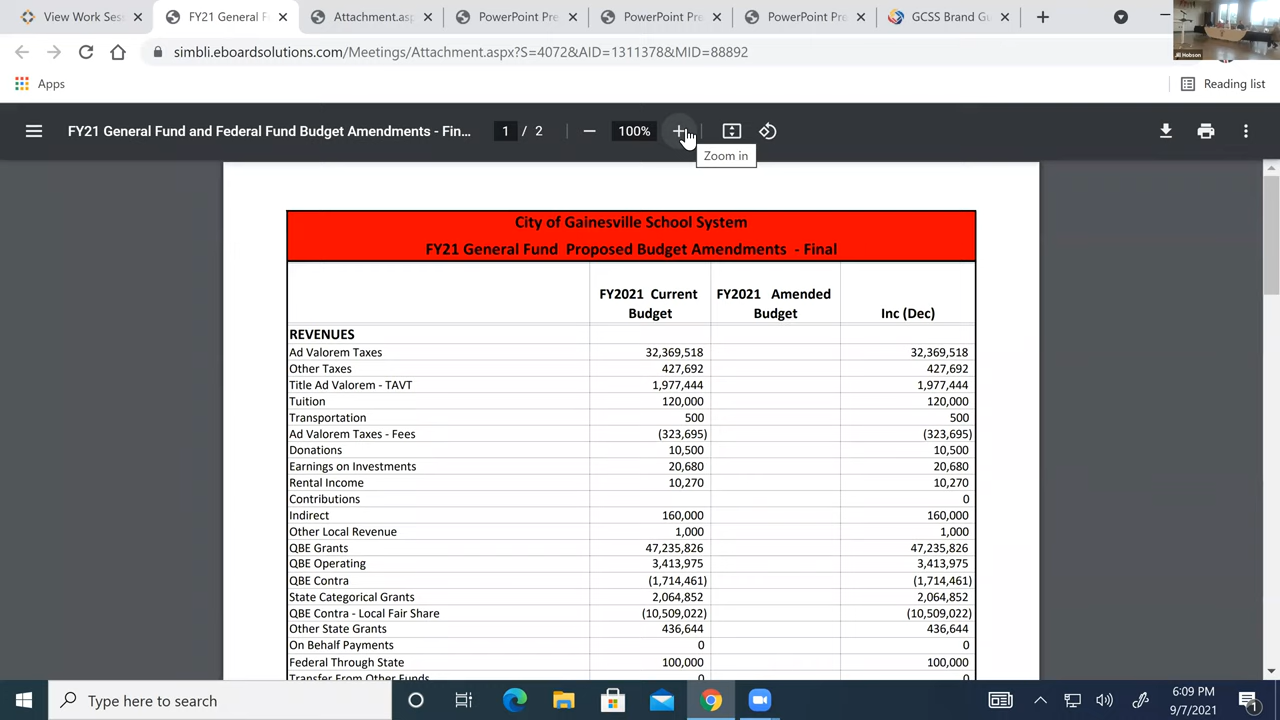 View Work Ses
FY21 General F
Attachment.asp
PowerPoint Pre
PowerPoint Pre
PowerPoint Pre
GCSS Brand Gu
simbli.eboardsolutions.com/Meetings/Attachment.aspx?S=4072&AID=1311378&MID=88892
Jill Hobson
Apps
Reading list
FY21 General Fund and Federal Fund Budget Amendments - Fin...
1 / 2
100%
Zoom in
City of Gainesville School System
FY21 General Fund Proposed Budget Amendments - Final
FY2021 Current Budget FY2021 Amended Budget Inc (Dec)
REVENUES
Ad Valorem Taxes 32,369,518 32,369,518
Other Taxes 427,692 427,692
Title Ad Valorem - TAVT 1,977,444 1,977,444
Tuition 120,000 120,000
Transportation 500 500
Ad Valorem Taxes - Fees (323,695) (323,695)
Donations 10,500 10,500
Earnings on Investments 20,680 20,680
Rental Income 10,270 10,270
Contributions 0
Indirect 160,000 160,000
Other Local Revenue 1,000 1,000
QBE Grants 47,235,826 47,235,826
QBE Operating 3,413,975 3,413,975
QBE Contra (1,714,461) (1,714,461)
State Categorical Grants 2,064,852 2,064,852
QBE Contra - Local Fair Share (10,509,022) (10,509,022)
Other State Grants 436,644 436,644
On Behalf Payments 0 0
Federal Through State 100,000 100,000
Transfer From Other Funds 0 0
Type here to search
6:09 PM
9/7/2021
1